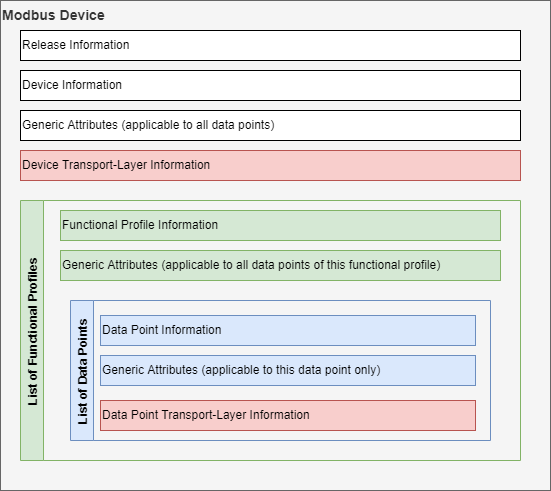 Modbus Device
Release Information
Device Information
Generic Attributes (applicable to all data points)
Device Transport-Layer Information
List of Functional Profiles
Functional Profile Information
Generic Attributes (applicable to all data points of this functional profile)
List of Data Points
Data Point Information
Generic Attributes (applicable to this data point only)
Data Point Transport-Layer Information